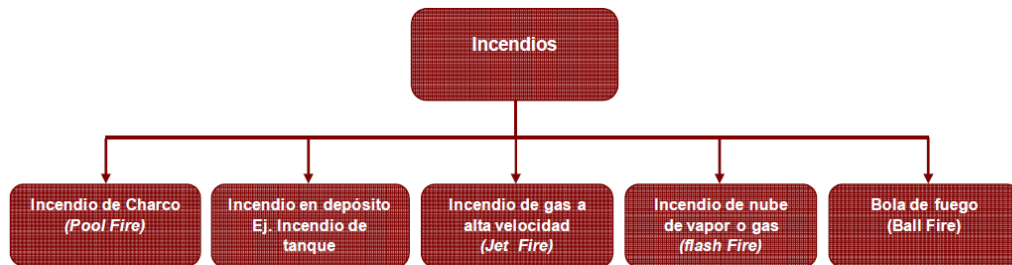 Incendios
Incendio de Charco
(Pool Fire)
Incendio en depósito
Ej. Incendio de
tanque
Incendio de gas a
alta velocidad
(Jet Fire)
Incendio de nube
de vapor o gas
(flash Fire)
Bola de fuego
(Ball Fire)